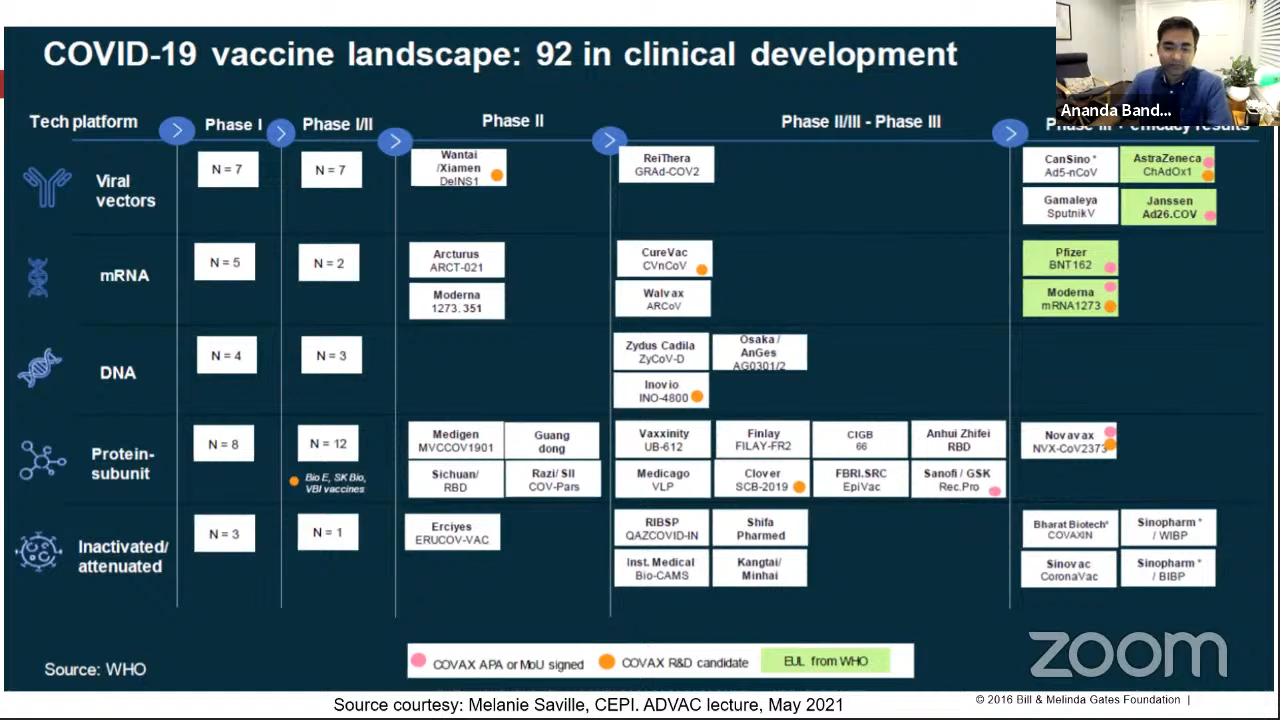 COVID-19 vaccine landscape: 92 in clinical development
Ananda Band...
Tech platform
Phase I
Phase I/II
Phase II
Phase II/III - Phase III
Phase III - efficacy results
Viral
vectors
N = 7
N = 7
Wantai
/Xiamen
DelNS1
ReiThera
GRAd-COV2
CanSino*
Ad5-nCoV
AstraZeneca
ChAdOx1
Gamaleya
SputnikV
Janssen
Ad26.COV
mRNA
N = 5
N = 2
Arcturus
ARCT-021
Moderna
1273.351
CureVac
CVnCoV
Walvax
ARCoV
Pfizer
BNT162
Moderna
mRNA1273
DNA
N = 4
N = 3
Zydus Cadila
ZyCoV-D
Osaka /
AnGes
AG0301/2
Inovio
INO-4800
Protein-
subunit
N = 8
N = 12
Bio E, SK Bio,
VBI vaccines
Medigen
MVCCOV1901
Guang
dong
Sichuan/
RBD
Razi/ SII
COV-Pars
Vaxxinity
UB-612
Finlay
FILAY-FR2
CIGB
66
Anhui Zhifei
RBD
Medicago
VLP
Clover
SCB-2019
FBRI.SRC
EpiVac
Sanofi / GSK
Rec.Pro
Novavax
NVX-CoV2373
Inactivated/
attenuated
N = 3
N = 1
Erciyes
ERUCOV-VAC
RIBSP
QAZCOVID-IN
Shifa
Pharmed
Inst. Medical
Bio-CAMS
Kangtai/
Minhai
Bharat Biotech*
COVAXIN
Sinopharm*
/ WIBP
Sinovac
CoronaVac
Sinopharm*
/ BIBP
COVAX APA or MoU signed
COVAX R&D candidate
EUL from WHO
Source: WHO
zoom
Source courtesy: Melanie Saville, CEPI. ADVAC lecture, May 2021
© 2016 Bill & Melinda Gates Foundation |